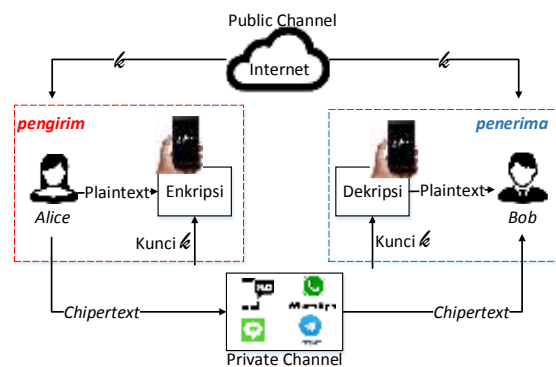 Public Channel
k
Internet
k
pengirim
penerima
Alice
Plaintext
Enkripsi
Dekripsi
Plaintext
Bob
Kunci k
Kunci k
Chipertext
Chipertext
Private Channel